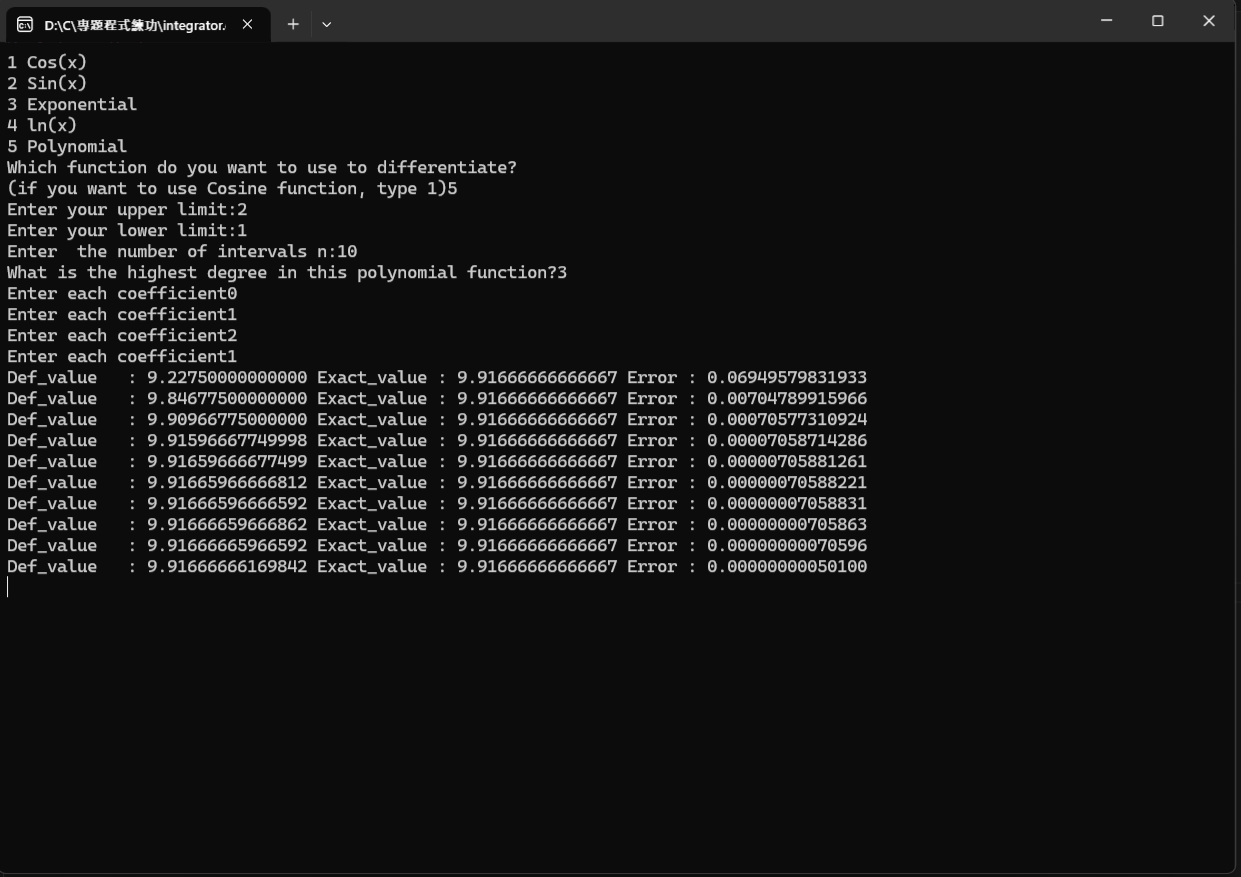 D:\C\專題程式練功\integrator.
1 Cos(x)
2 Sin(x)
3 Exponential
4 ln(x)
5 Polynomial
Which function do you want to use to differentiate?
(if you want to use Cosine function, type 1)5
Enter your upper limit:2
Enter your lower limit:1
Enter  the number of intervals n:10
What is the highest degree in this polynomial function?3
Enter each coefficient0
Enter each coefficient1
Enter each coefficient2
Enter each coefficient1
Def_value   : 9.22750000000000 Exact_value : 9.91666666666667 Error : 0.06949579831933
Def_value   : 9.84677500000000 Exact_value : 9.91666666666667 Error : 0.00704789915966
Def_value   : 9.90966775000000 Exact_value : 9.91666666666667 Error : 0.00070577310924
Def_value   : 9.91596667749998 Exact_value : 9.91666666666667 Error : 0.00007058714286
Def_value   : 9.91659666677499 Exact_value : 9.91666666666667 Error : 0.00000705881261
Def_value   : 9.91665966666812 Exact_value : 9.91666666666667 Error : 0.00000070588221
Def_value   : 9.91666596666592 Exact_value : 9.91666666666667 Error : 0.00000007058831
Def_value   : 9.91666659666862 Exact_value : 9.91666666666667 Error : 0.00000000705863
Def_value   : 9.91666665966592 Exact_value : 9.91666666666667 Error : 0.00000000070596
Def_value   : 9.91666666169842 Exact_value : 9.91666666666667 Error : 0.00000000050100